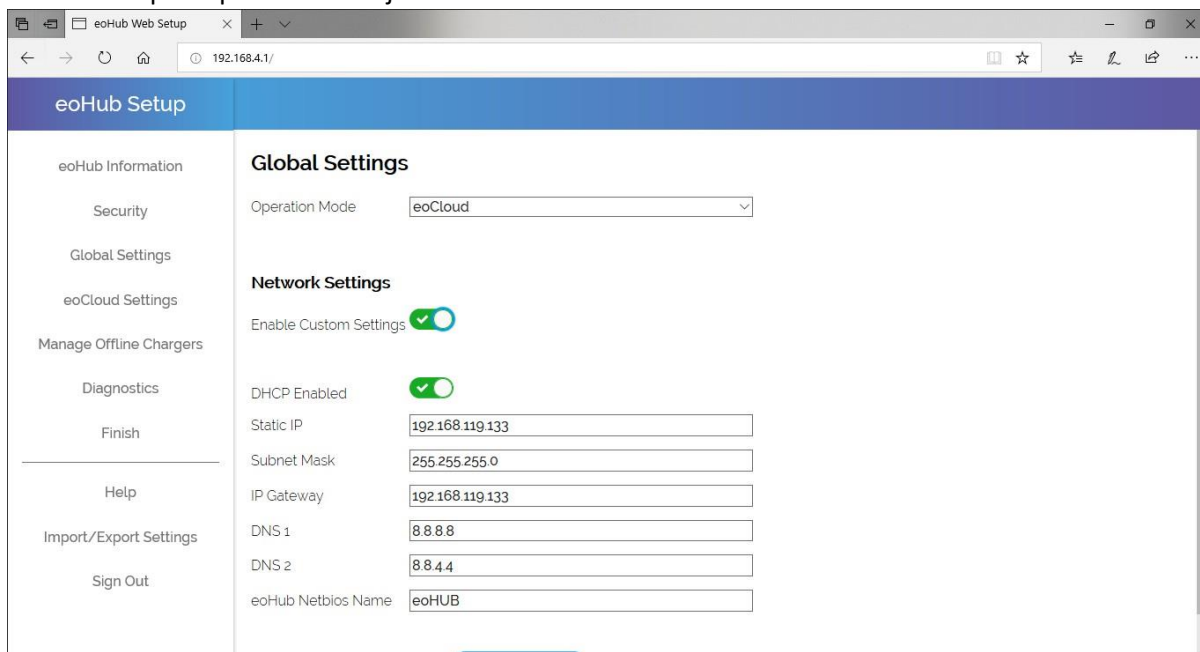 eoHub Web Setup
192.168.4.1/
eoHub Setup
eoHub Information
Security
Global Settings
eoCloud Settings
Manage Offline Chargers
Diagnostics
Finish
Help
Import/Export Settings
Sign Out
Global Settings
Operation Mode eoCloud
Network Settings
Enable Custom Settings
DHCP Enabled
Static IP 192.168.119.133
Subnet Mask 255.255.255.0
IP Gateway 192.168.119.133
DNS 1 8.8.8.8
DNS 2 8.8.4.4
eoHub Netbios Name eoHUB